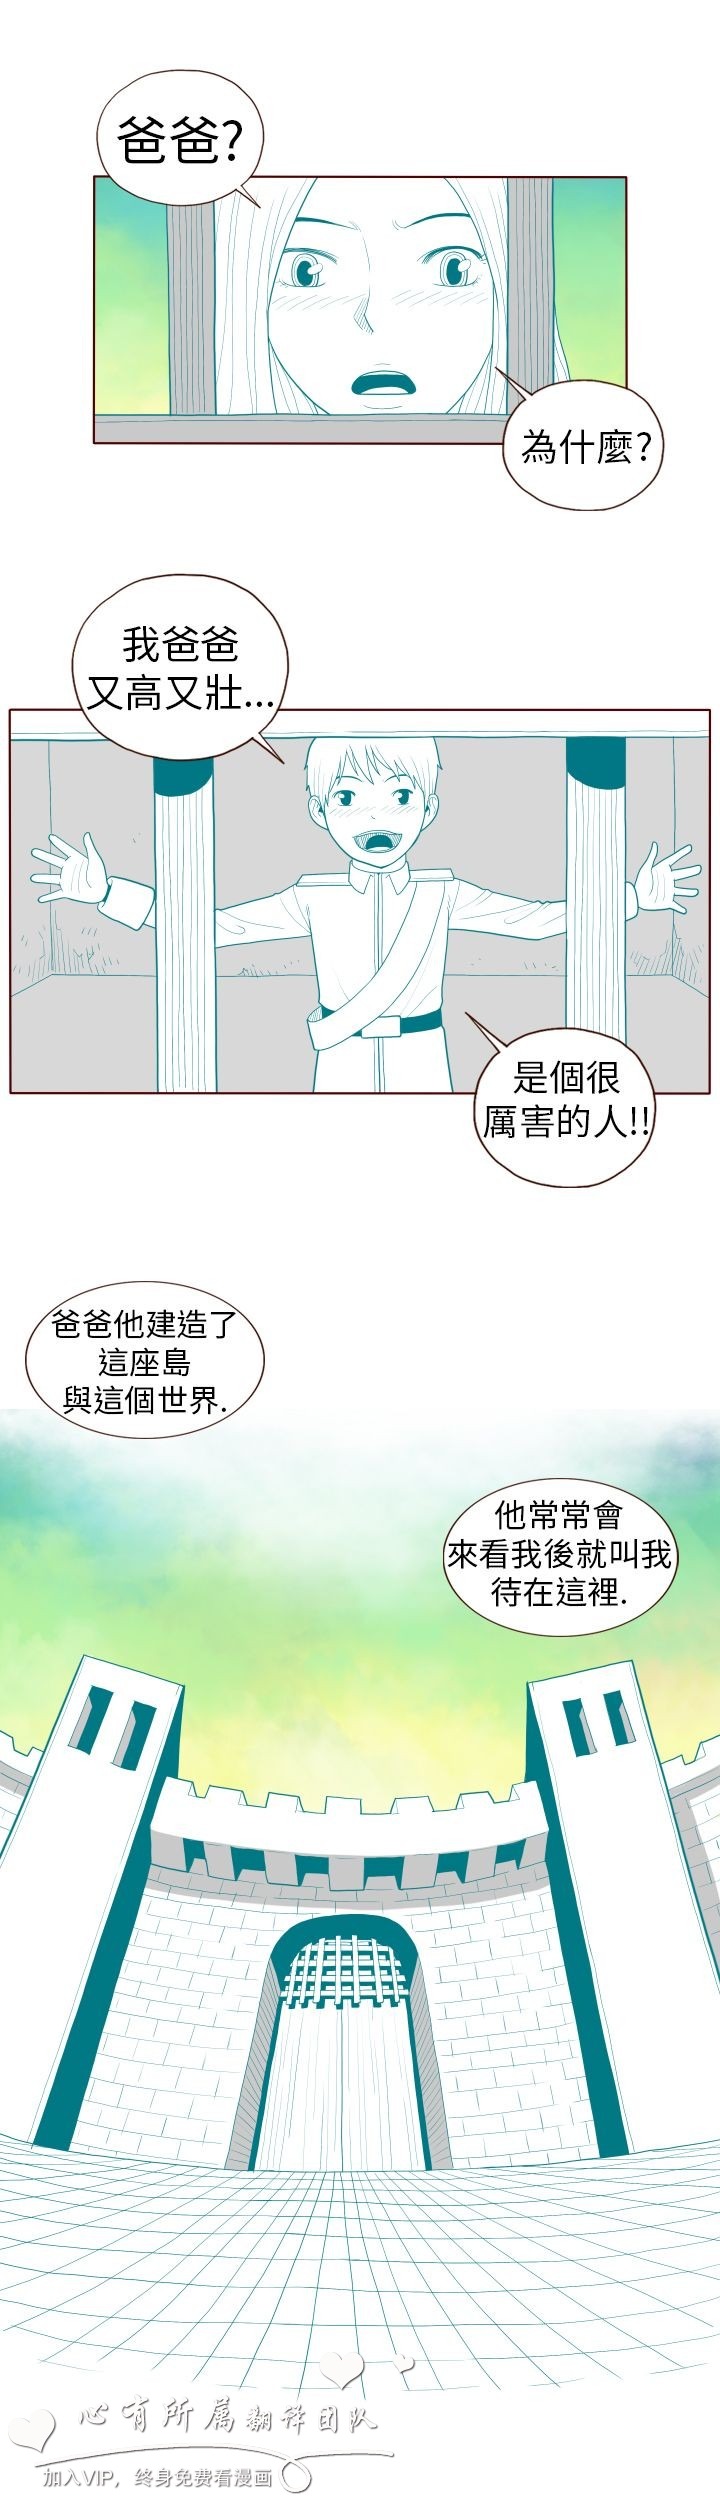 爸爸?
為什麼?
我爸爸
又高又壯...
是個很
厲害的人!!
爸爸他建造了
這座島
與這個世界.
他常常會
來看我後就叫我
待在這裡.
心有所属翻译团队
加入VIP，终身免费看漫画